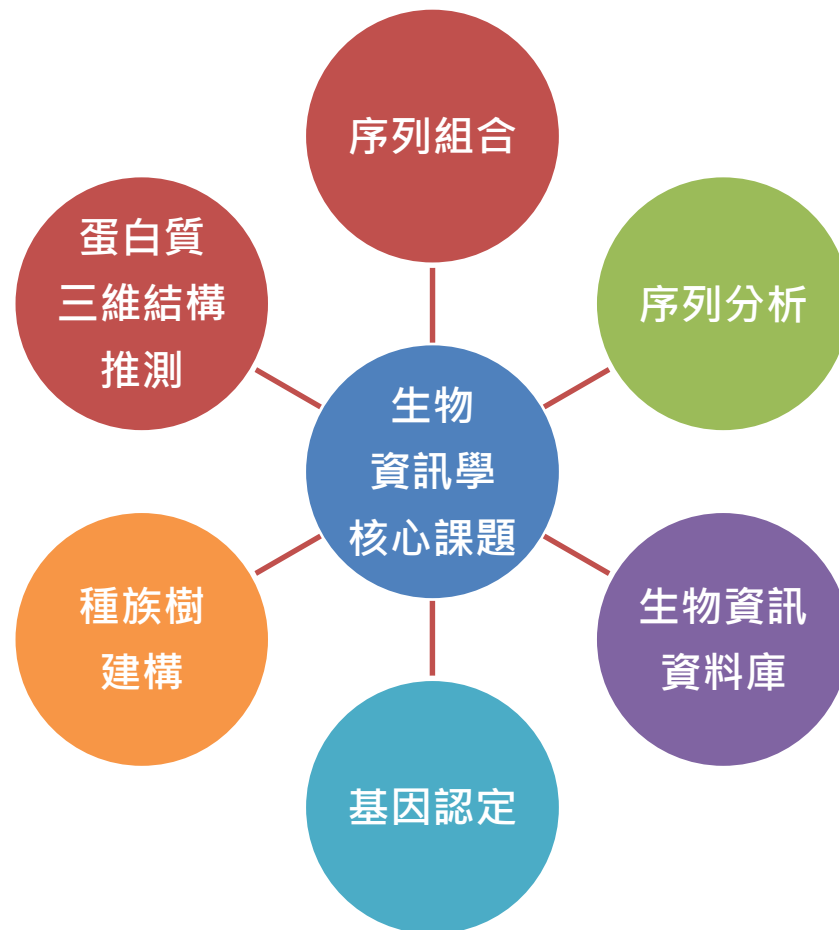 序列組合
蛋白質
三維結構
推測
序列分析
生物
資訊學
核心課題
種族樹
建構
生物資訊
資料庫
基因認定